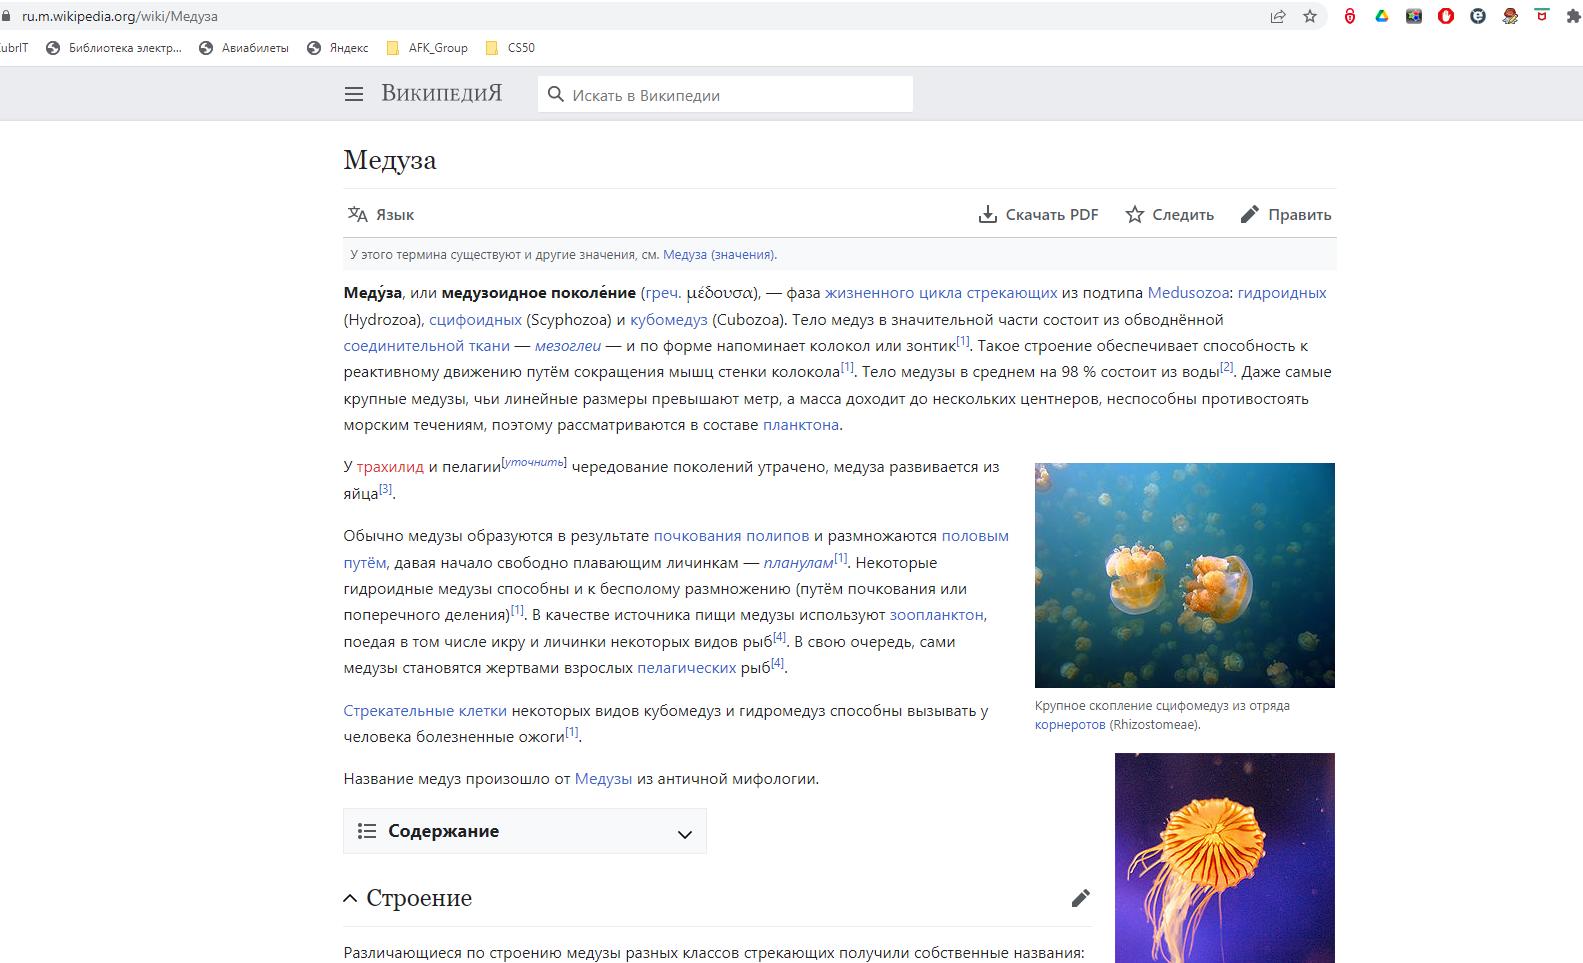 ru.m.wikipedia.org/wiki/Медуза
ubrIT Библиотека электр... Авиабилеты Яндекс AFK_Group CS50
ВикипедиЯ Искать в Википедии
Медуза
Язык Скачать PDF Следить Править
У этого термина существуют и другие значения, см. Медуза (значения).
Меду́за, или медузоидное поколе́ние (греч. μέδουσα), — фаза жизненного цикла стрекающих из подтипа Medusozoa: гидроидных
(Hydrozoa), сцифоидных (Scyphozoa) и кубомедуз (Cubozoa). Тело медуз в значительной части состоит из обводнённой
соединительной ткани — мезоглеи — и по форме напоминает колокол или зонтик[1]. Такое строение обеспечивает способность к
реактивному движению путём сокращения мышц стенки колокола[1]. Тело медузы в среднем на 98 % состоит из воды[2]. Даже самые
крупные медузы, чьи линейные размеры превышают метр, а масса доходит до нескольких центнеров, неспособны противостоять
морским течениям, поэтому рассматриваются в составе планктона.
У трахилид и пелагии[уточнить] чередование поколений утрачено, медуза развивается из
яйца[3].
Обычно медузы образуются в результате почкования полипов и размножаются половым
путём, давая начало свободно плавающим личинкам — планулам[1]. Некоторые
гидроидные медузы способны и к бесполому размножению (путём почкования или
поперечного деления)[1]. В качестве источника пищи медузы используют зоопланктон,
поедая в том числе икру и личинки некоторых видов рыб[4]. В свою очередь, сами
медузы становятся жертвами взрослых пелагических рыб[4].
Крупное скопление сцифомедуз из отряда
корнеротов (Rhizostomeae).
Стрекательные клетки некоторых видов кубомедуз и гидромедуз способны вызывать у
человека болезненные ожоги[1].
Название медуз произошло от Медузы из античной мифологии.
Содержание
Строение
Различающиеся по строению медузы разных классов стрекающих получили собственные названия: